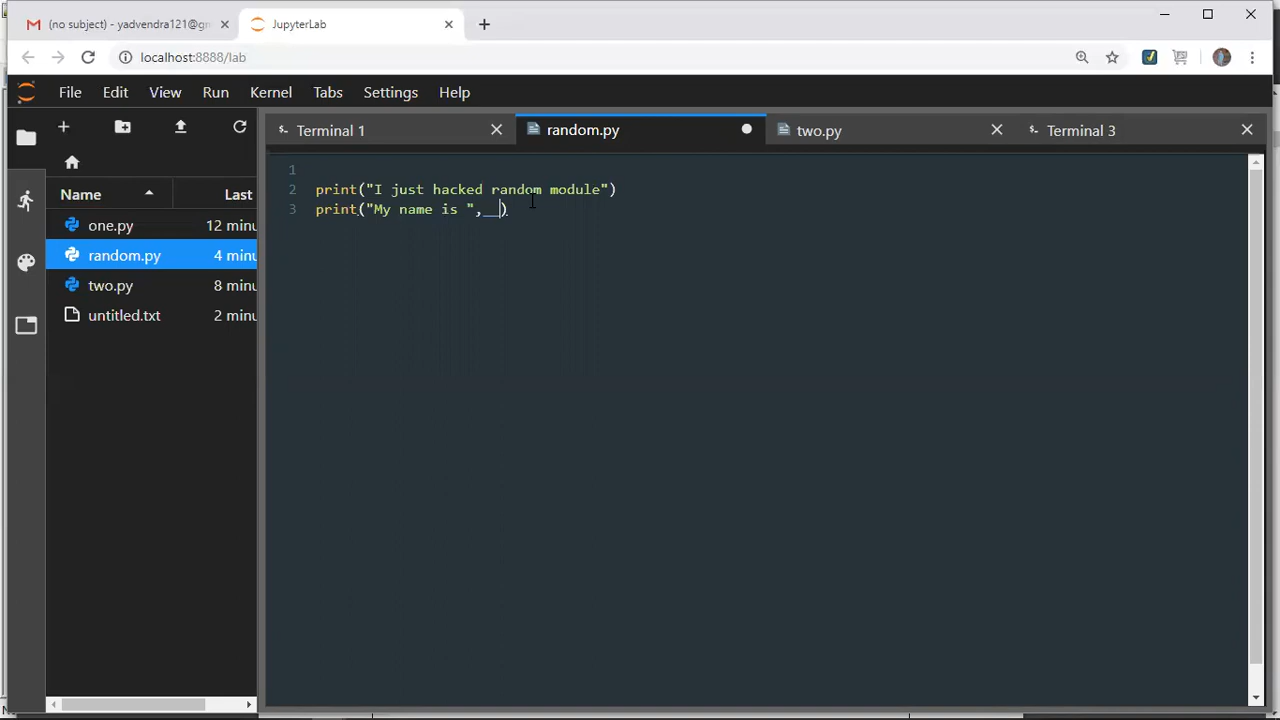 (no subject) - yadvendra121@gm
JupyterLab
localhost:8888/lab
File Edit View Run Kernel Tabs Settings Help
Terminal 1
random.py
two.py
Terminal 3
Name
Last
one.py 12 minu
random.py 4 minu
two.py 8 minu
untitled.txt 2 minu
1
2 print("I just hacked random module")
3 print("My name is ",__)